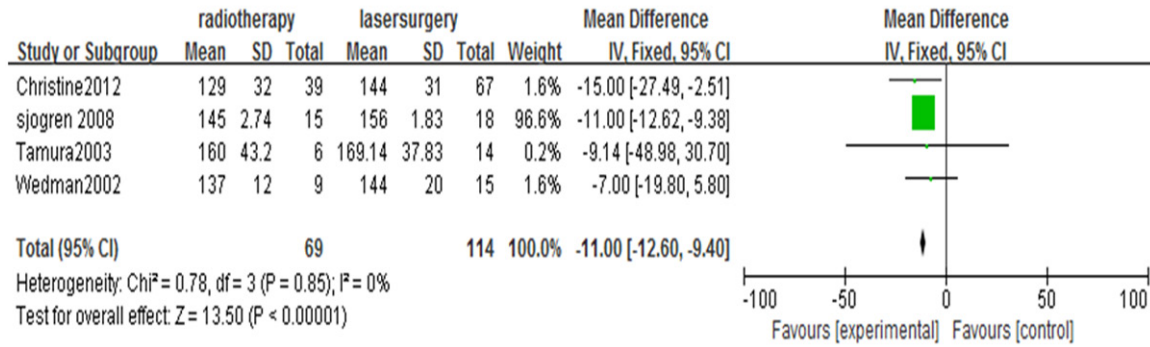 radiotherapy lasersurgery Mean Difference Mean Difference
Study or Subgroup Mean SD Total Mean SD Total Weight IV, Fixed, 95% CI IV, Fixed, 95% CI
Christine2012 129 32 39 144 31 67 1.6% -15.00 [-27.49, -2.51]
sjogren 2008 145 2.74 15 156 1.83 18 96.6% -11.00 [-12.62, -9.38]
Tamura2003 160 43.2 6 169.14 37.83 14 0.2% -9.14 [-48.98, 30.70]
Wedman2002 137 12 9 144 20 15 1.6% -7.00 [-19.80, 5.80]
Total (95% CI) 69 114 100.0% -11.00 [-12.60, -9.40]
Heterogeneity: Chi² = 0.78, df = 3 (P = 0.85); I² = 0%
Test for overall effect: Z = 13.50 (P < 0.00001)
-100 -50 0 50 100
Favours [experimental] Favours [control]